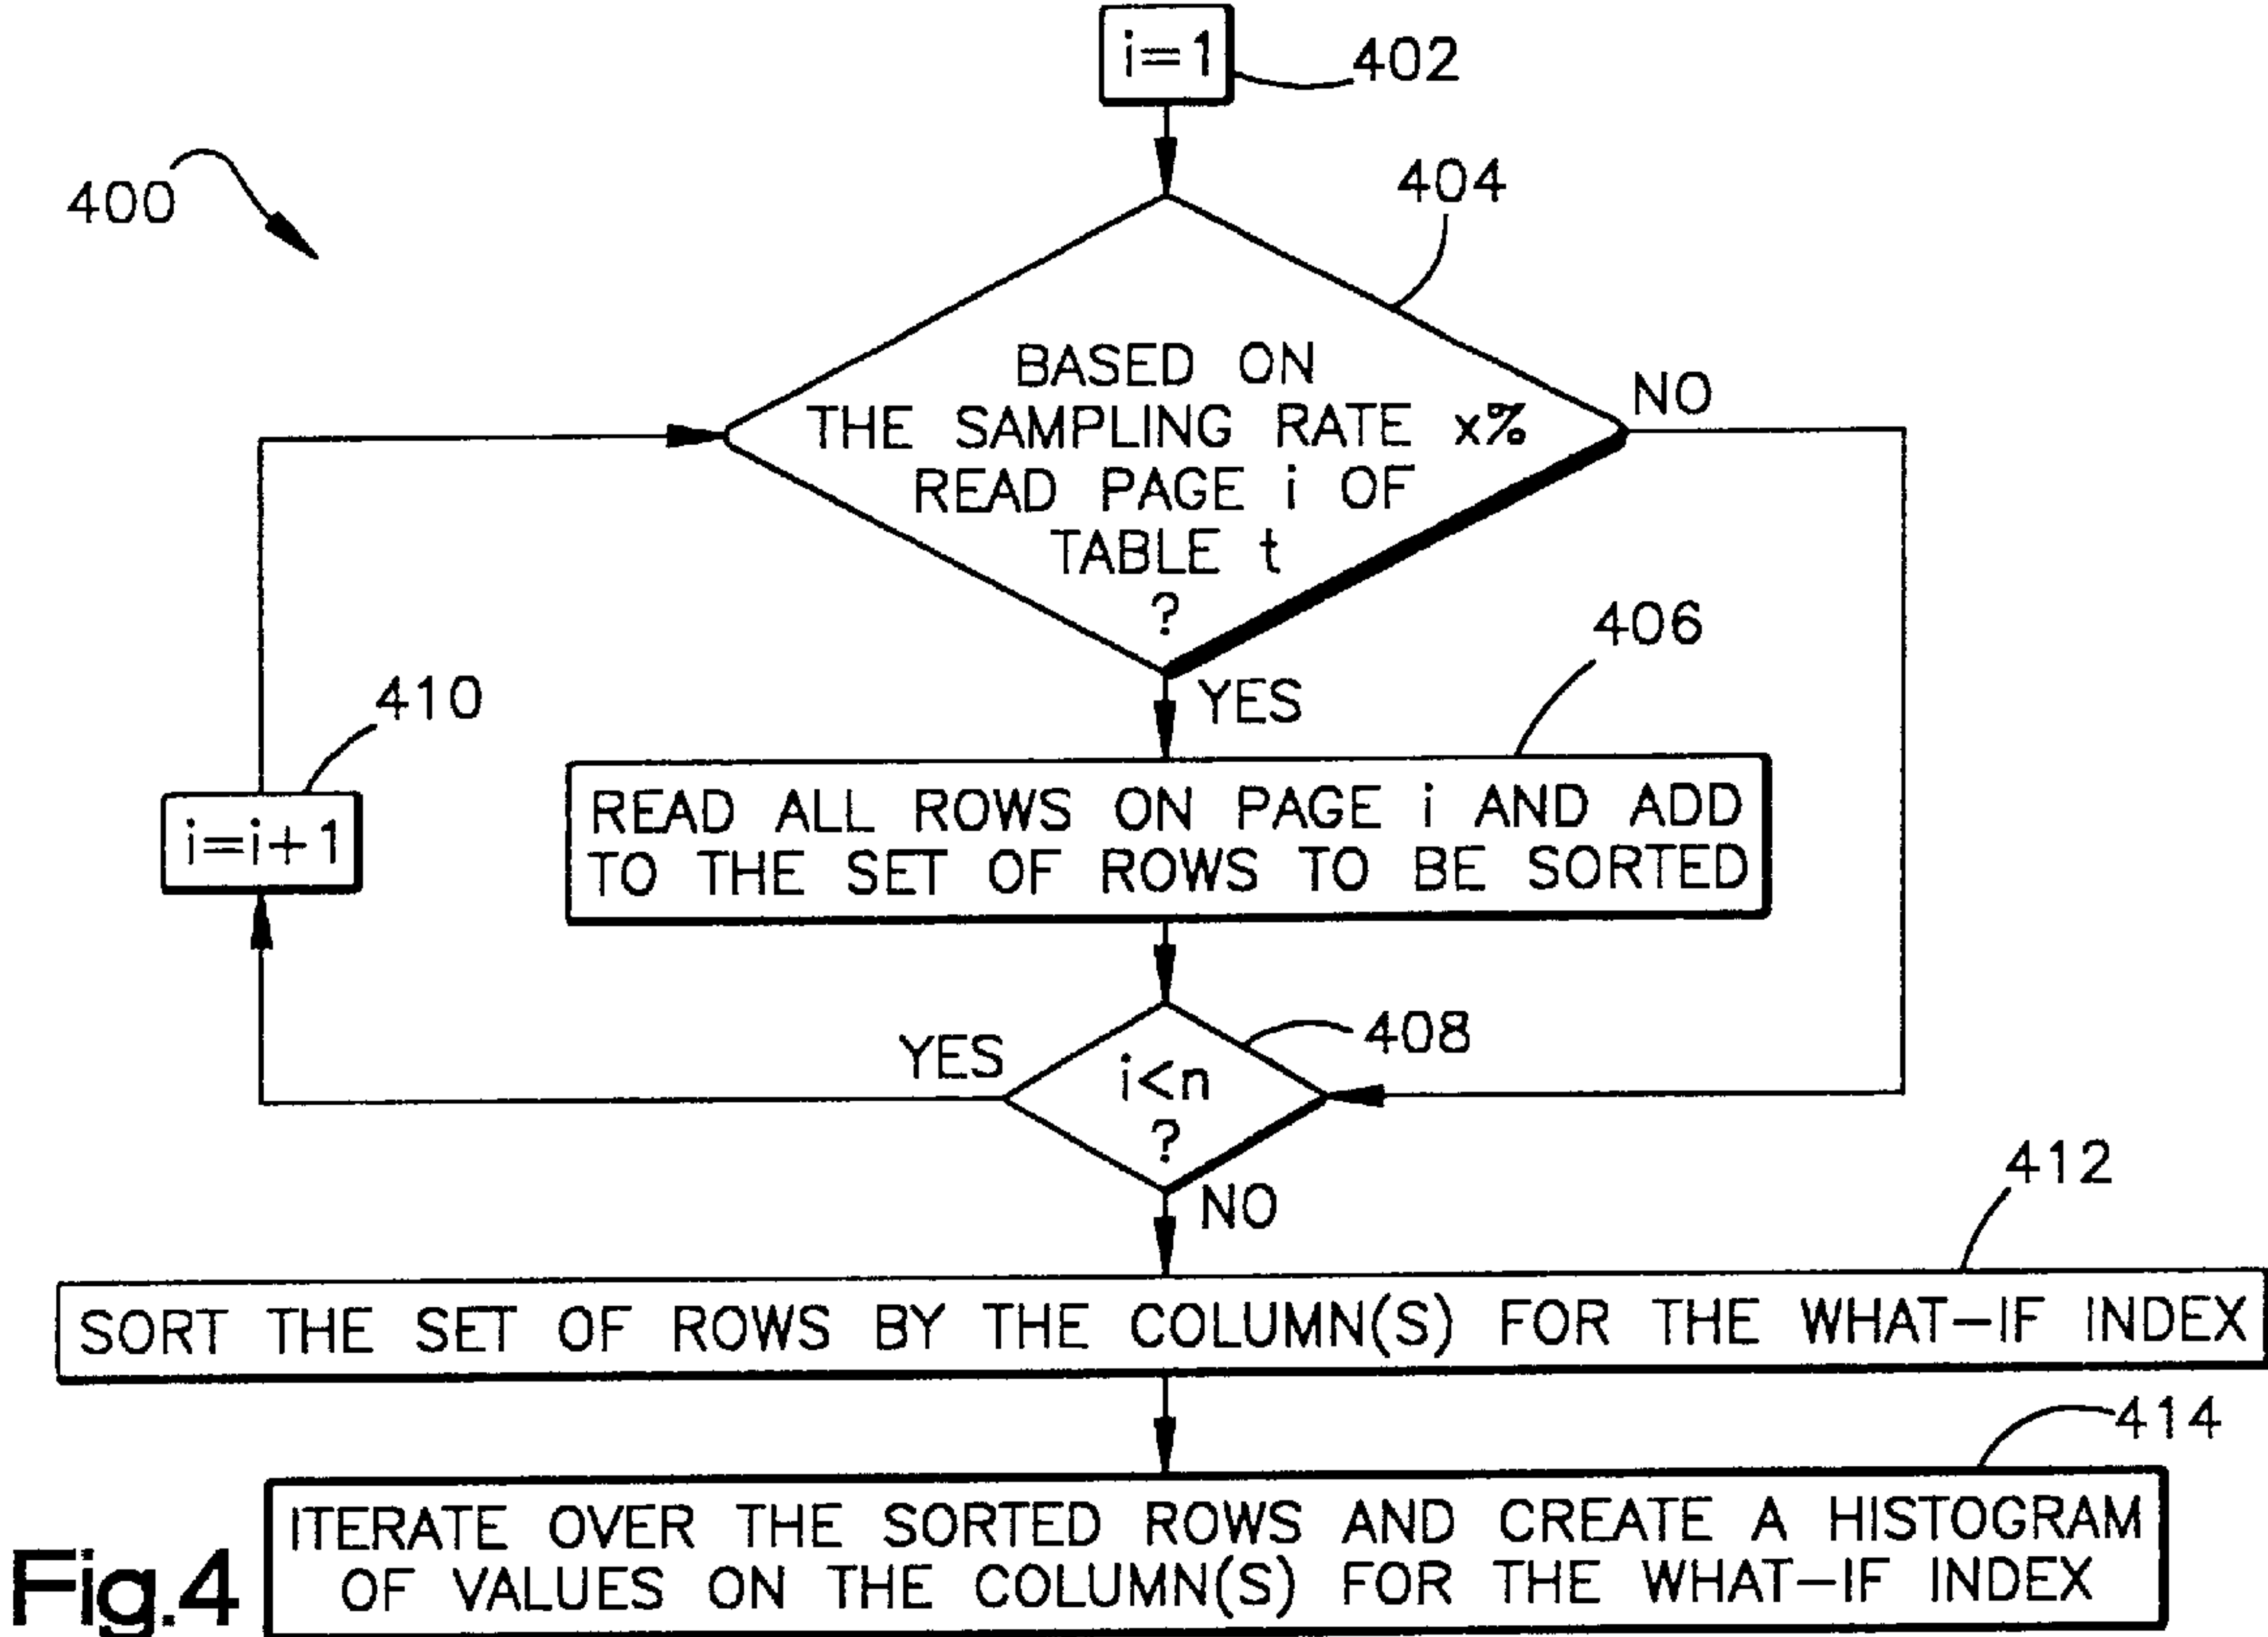 i=1
402
400
404
BASED ON
THE SAMPLING RATE x%
READ PAGE i OF
TABLE t
?
NO
YES
406
410
i=i+1
READ ALL ROWS ON PAGE i AND ADD
TO THE SET OF ROWS TO BE SORTED
YES
i<n
?
408
NO
412
SORT THE SET OF ROWS BY THE COLUMN(S) FOR THE WHAT-IF INDEX
414
ITERATE OVER THE SORTED ROWS AND CREATE A HISTOGRAM
OF VALUES ON THE COLUMN(S) FOR THE WHAT-IF INDEX
Fig.4